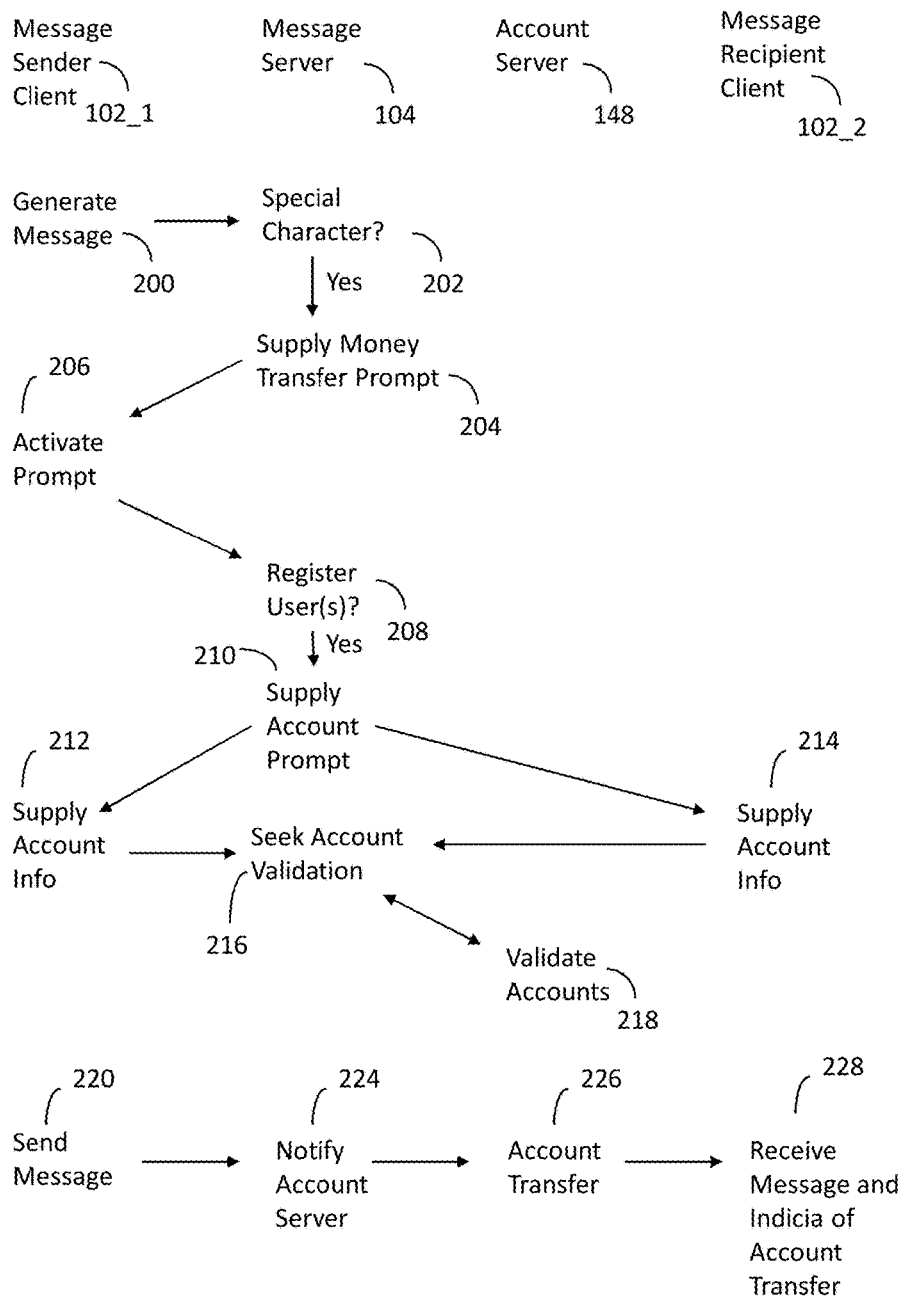 Message
Sender
Client
102_1
Message
Server
104
Account
Server
148
Message
Recipient
Client
102_2
Generate
Message
200
Special
Character?
202
Yes
Supply Money
Transfer Prompt
204
206
Activate
Prompt
Register
User(s)?
208
Yes
210
Supply
Account
Prompt
212
Supply
Account
Info
214
Supply
Account
Info
Seek Account
Validation
216
Validate
Accounts
218
220
Send
Message
224
Notify
Account
Server
226
Account
Transfer
228
Receive
Message and
Indicia of
Account
Transfer